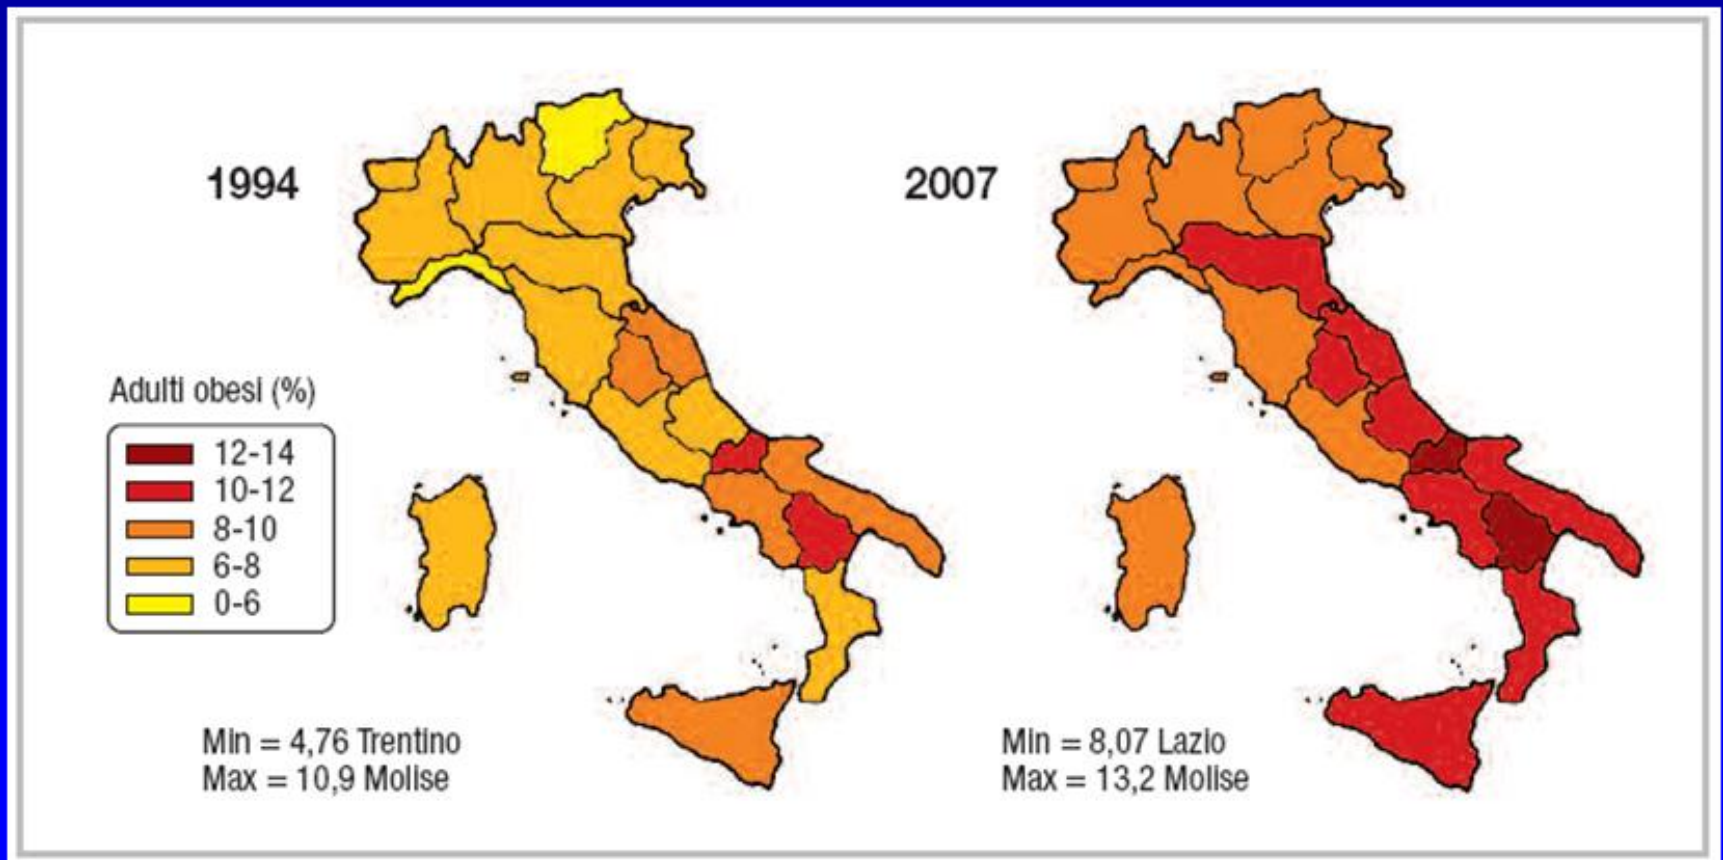 1994
2007
Adulti obesi (%)
12-14
10-12
8-10
6-8
0-6
Min = 4,76 Trentino
Max = 10,9 Molise
Min = 8,07 Lazio
Max = 13,2 Molise